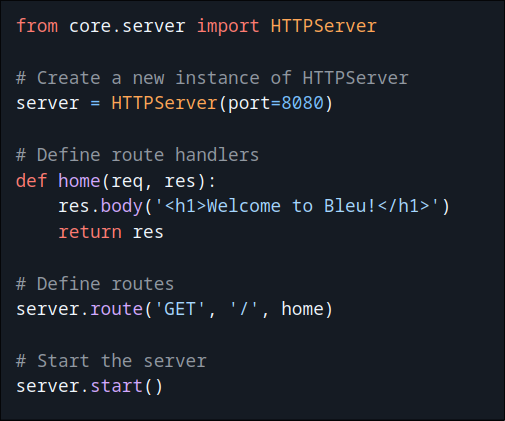 from core.server import HTTPServer

# Create a new instance of HTTPServer
server = HTTPServer(port=8080)

# Define route handlers
def home(req, res):
    res.body('<h1>Welcome to Bleu!</h1>')
    return res

# Define routes
server.route('GET', '/', home)

# Start the server
server.start()